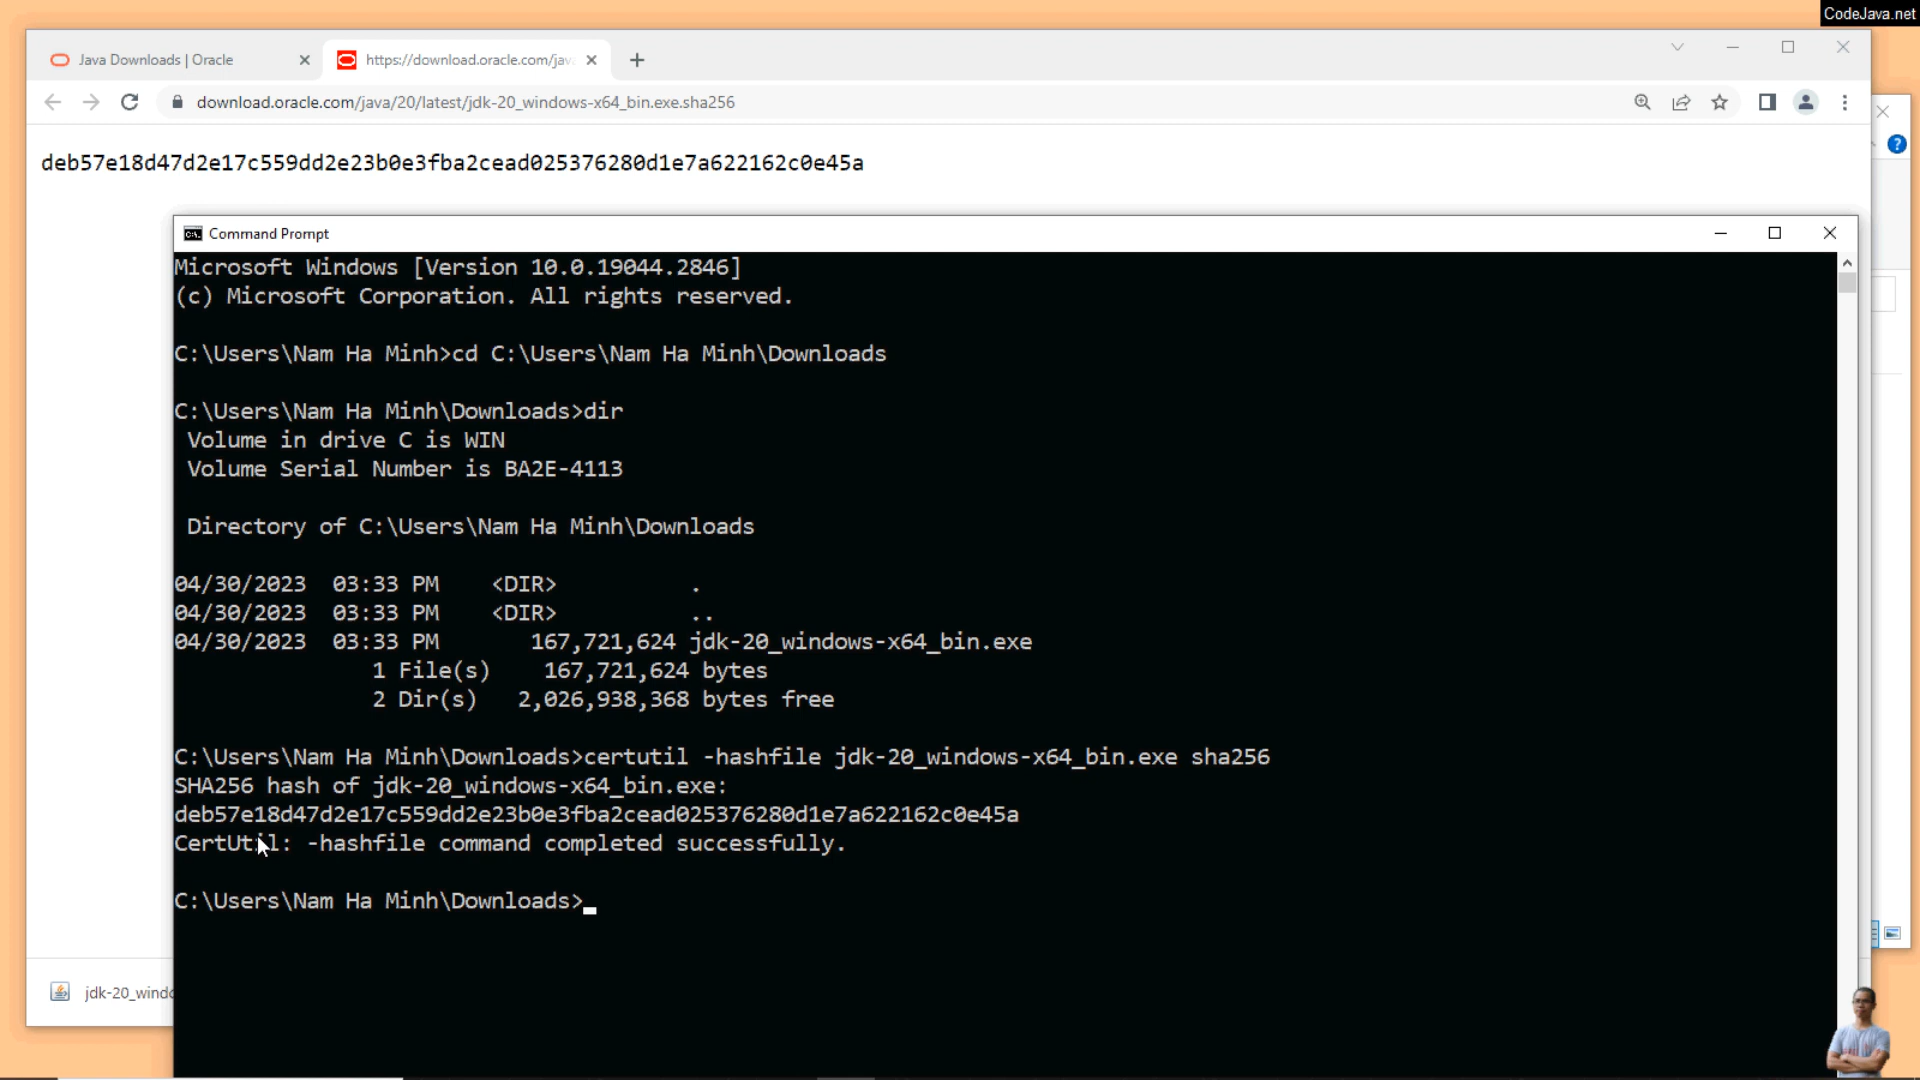 CodeJava.net
Java Downloads | Oracle
https://download.oracle.com/java
download.oracle.com/java/20/latest/jdk-20_windows-x64_bin.exe.sha256
deb57e18d47d2e17c559dd2e23b0e3fba2cead025376280d1e7a622162c0e45a
Command Prompt
Microsoft Windows [Version 10.0.19044.2846]
(c) Microsoft Corporation. All rights reserved.
C:\Users\Nam Ha Minh>cd C:\Users\Nam Ha Minh\Downloads
C:\Users\Nam Ha Minh\Downloads>dir
Volume in drive C is WIN
Volume Serial Number is BA2E-4113
Directory of C:\Users\Nam Ha Minh\Downloads
04/30/2023  03:33 PM    <DIR>          .
04/30/2023  03:33 PM    <DIR>          ..
04/30/2023  03:33 PM       167,721,624 jdk-20_windows-x64_bin.exe
1 File(s)    167,721,624 bytes
2 Dir(s)   2,026,938,368 bytes free
C:\Users\Nam Ha Minh\Downloads>certutil -hashfile jdk-20_windows-x64_bin.exe sha256
SHA256 hash of jdk-20_windows-x64_bin.exe:
deb57e18d47d2e17c559dd2e23b0e3fba2cead025376280d1e7a622162c0e45a
CertUtil: -hashfile command completed successfully.
C:\Users\Nam Ha Minh\Downloads>
jdk-20_windo